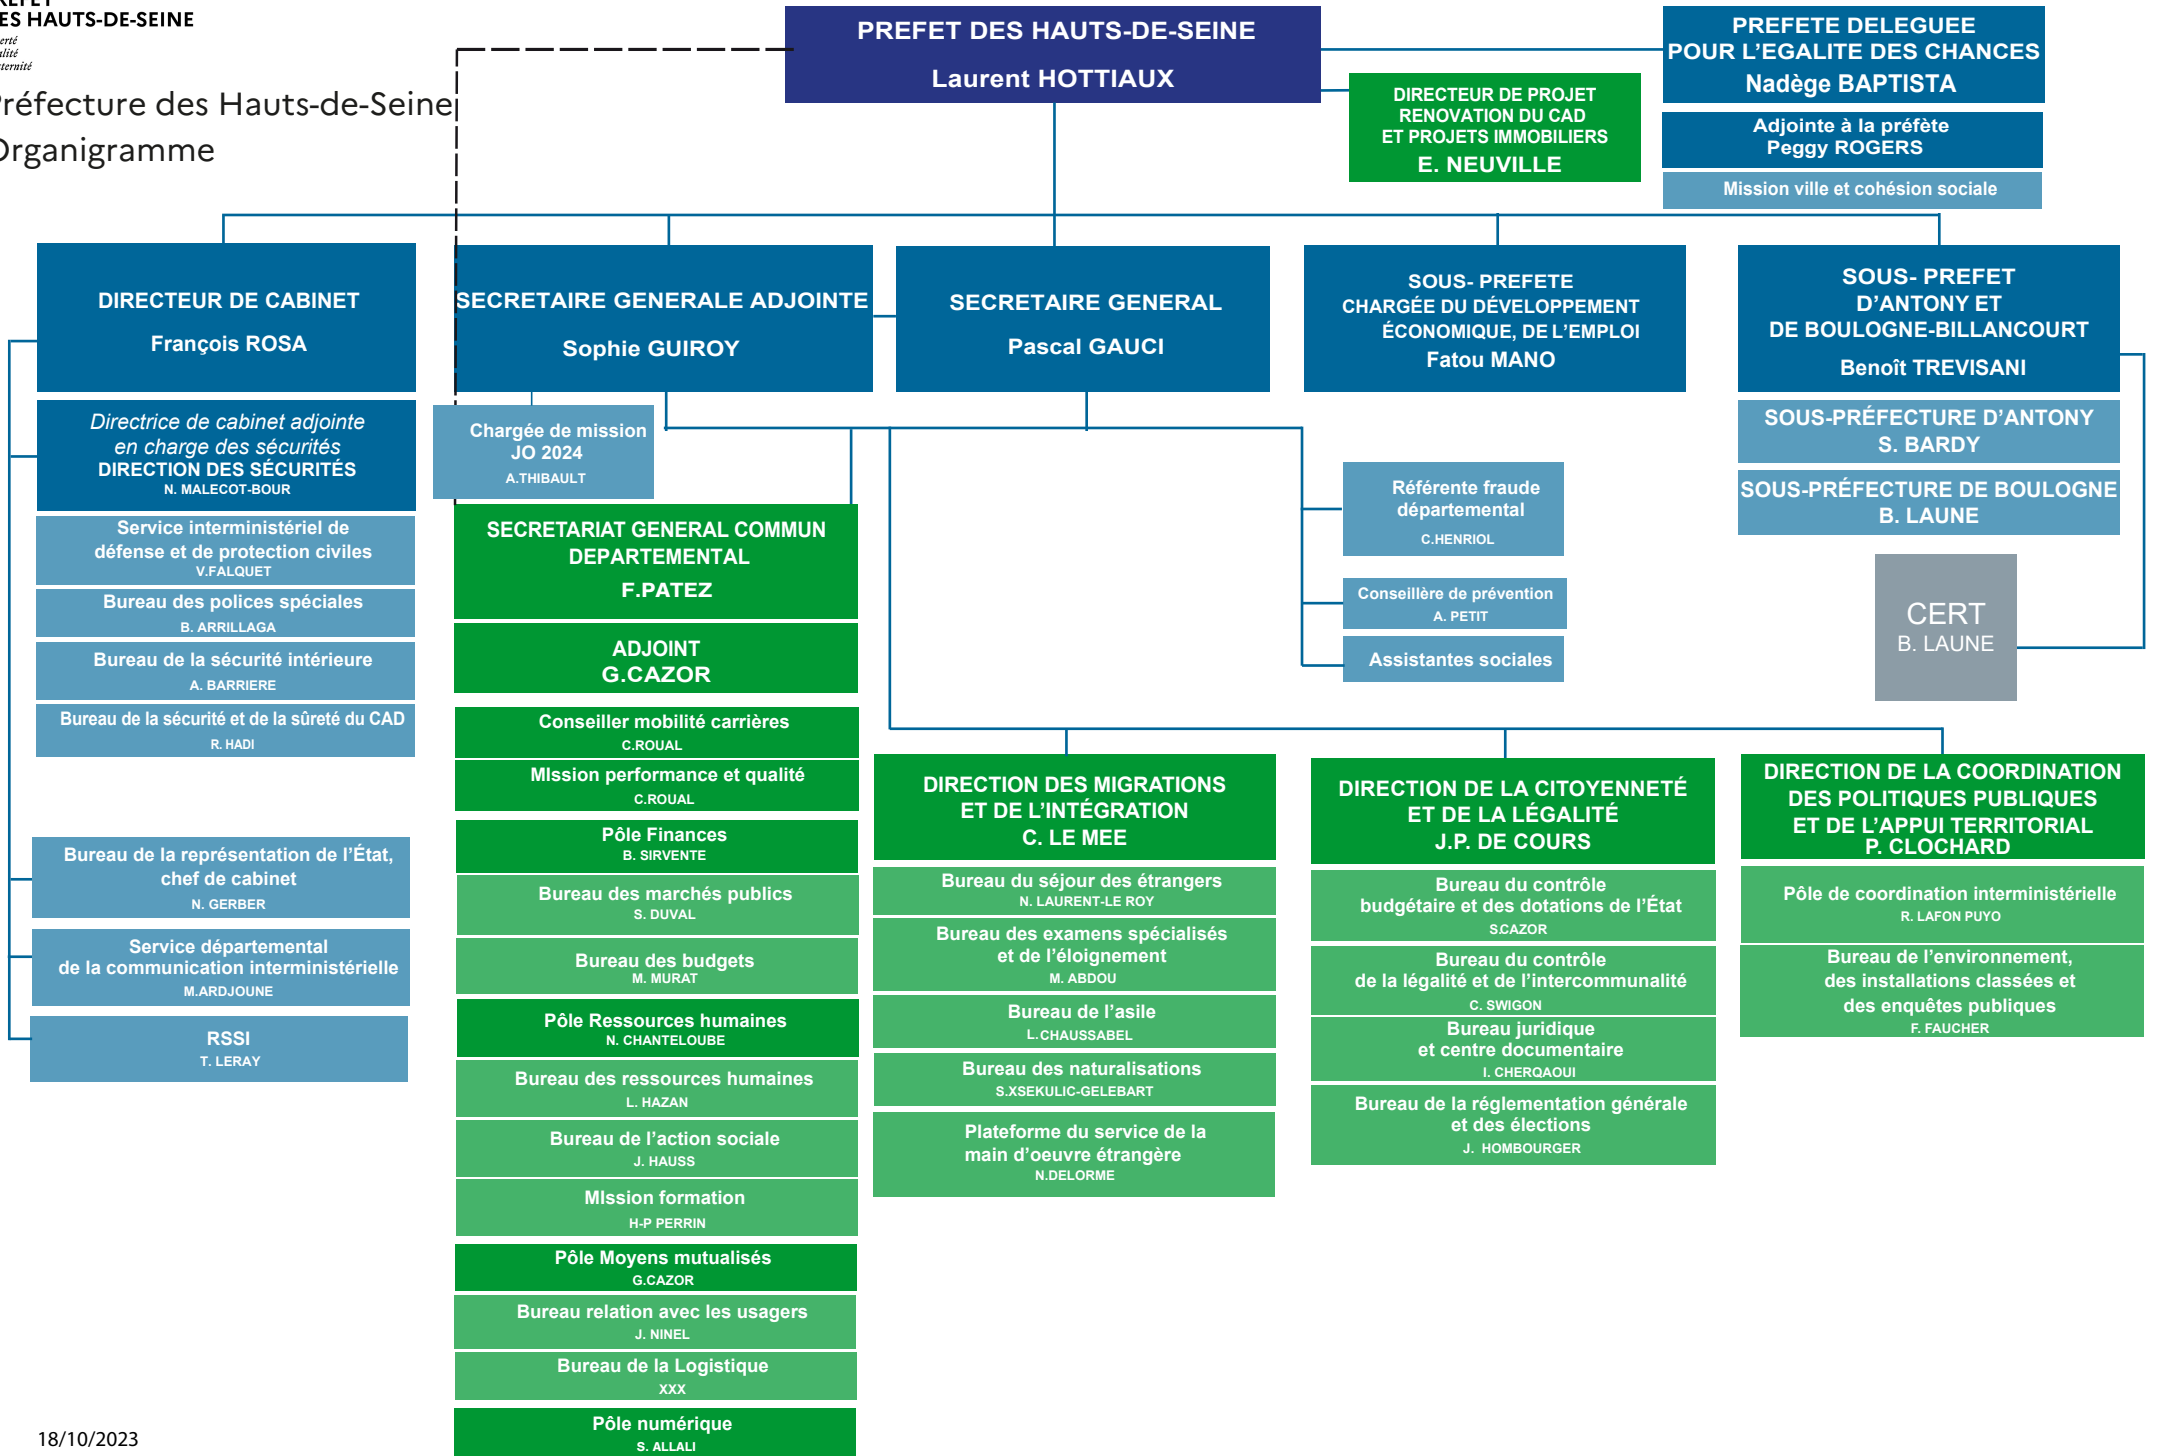 DES HAUTS-DE-SEINE
Préfecture des Hauts-de-Seine
Organigramme
PREFET DES HAUTS-DE-SEINE
Laurent HOTTIAUX
DIRECTEUR DE PROJET
RENOVATION DU CAD
ET PROJETS IMMOBILIERS
E. NEUVILLE
PREFETE DELEGUEE
POUR L'EGALITE DES CHANCES
Nadège BAPTISTA
Adjointe à la préfète
Peggy ROGERS
Mission ville et cohésion sociale
DIRECTEUR DE CABINET
François ROSA
Directrice de cabinet adjointe
en charge des sécurités
DIRECTION DES SÉCURITÉS
N. MALECOT-BOUR
Service interministériel de
défense et de protection civiles
V.FALQUET
Bureau des polices spéciales
B. ARRILLAGA
Bureau de la sécurité intérieure
A. BARRIERE
Bureau de la sécurité et de la sûreté du CAD
R. HADI
Bureau de la représentation de l'État,
chef de cabinet
N. GERBER
Service départemental
de la communication interministérielle
M.ARDJOUNE
RSSI
T. LERAY
SECRETAIRE GENERALE ADJOINTE
Sophie GUIROY
Chargée de mission
JO 2024
A.THIBAULT
SECRETARIAT GENERAL COMMUN
DEPARTEMENTAL
F.PATEZ
ADJOINT
G.CAZOR
Conseiller mobilité carrières
C.ROUAL
MIssion performance et qualité
C.ROUAL
Pôle Finances
B. SIRVENTE
Bureau des marchés publics
S. DUVAL
Bureau des budgets
M. MURAT
Pôle Ressources humaines
N. CHANTELOUBE
Bureau des ressources humaines
L. HAZAN
Bureau de l'action sociale
J. HAUSS
MIssion formation
H-P PERRIN
Pôle Moyens mutualisés
G.CAZOR
Bureau relation avec les usagers
J. NINEL
Bureau de la Logistique
XXX
Pôle numérique
S. ALLALI
SECRETAIRE GENERAL
Pascal GAUCI
Référente fraude
départemental
C.HENRIOL
Conseillère de prévention
A. PETIT
Assistantes sociales
DIRECTION DES MIGRATIONS
ET DE L'INTÉGRATION
C. LE MEE
Bureau du séjour des étrangers
N. LAURENT-LE ROY
Bureau des examens spécialisés
et de l'éloignement
M. ABDOU
Bureau de l'asile
L.CHAUSSABEL
Bureau des naturalisations
S.XSEKULIC-GELEBART
Plateforme du service de la
main d'oeuvre étrangère
N.DELORME
DIRECTION DE LA CITOYENNETÉ
ET DE LA LÉGALITÉ
J.P. DE COURS
Bureau du contrôle
budgétaire et des dotations de l'État
S.CAZOR
Bureau du contrôle
de la légalité et de l'intercommunalité
C. SWIGON
Bureau juridique
et centre documentaire
I. CHERQAOUI
Bureau de la réglementation générale
et des élections
J. HOMBOURGER
DIRECTION DE LA COORDINATION
DES POLITIQUES PUBLIQUES
ET DE L'APPUI TERRITORIAL
P. CLOCHARD
Pôle de coordination interministérielle
R. LAFON PUYO
Bureau de l'environnement,
des installations classées et
des enquêtes publiques
F. FAUCHER
SOUS- PREFETE
CHARGÉE DU DÉVELOPPEMENT
ÉCONOMIQUE, DE L'EMPLOI
Fatou MANO
SOUS- PREFET
D'ANTONY ET
DE BOULOGNE-BILLANCOURT
Benoît TREVISANI
SOUS-PRÉFECTURE D'ANTONY
S. BARDY
SOUS-PRÉFECTURE DE BOULOGNE
B. LAUNE
CERT
B. LAUNE
18/10/2023